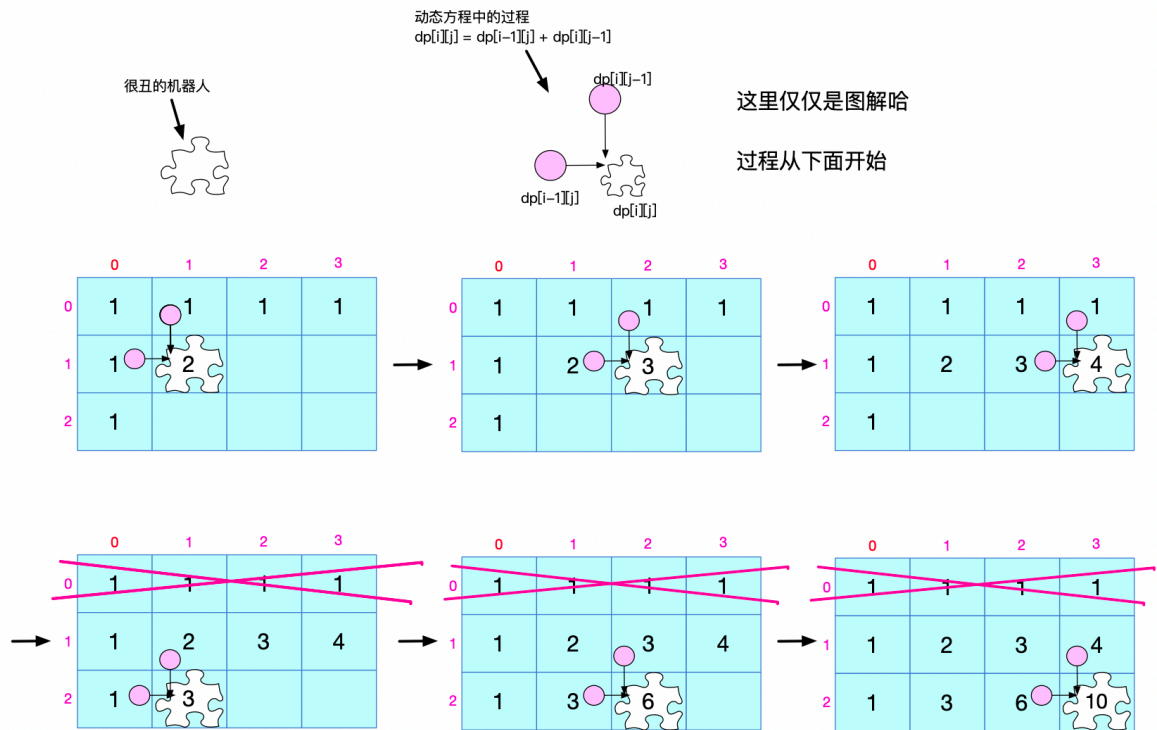 动态方程中的过程
dp[i][j] = dp[i-1][j] + dp[i][j-1]
很丑的机器人
dp[i][j-1]
这里仅仅是图解哈
过程从下面开始
dp[i-1][j]
dp[i][j]
0 1 2 3
0 1 1 1 1
1 1 2
2 1
0 1 2 3
0 1 1 1 1
1 1 2 3
2 1
0 1 2 3
0 1 1 1 1
1 1 2 3 4
2 1
0 1 2 3
0 1 1 1 1
1 1 2 3 4
2 1 3
0 1 2 3
0 1 1 1 1
1 1 2 3 4
2 1 3 6
0 1 2 3
0 1 1 1 1
1 1 2 3 4
2 1 3 6 10